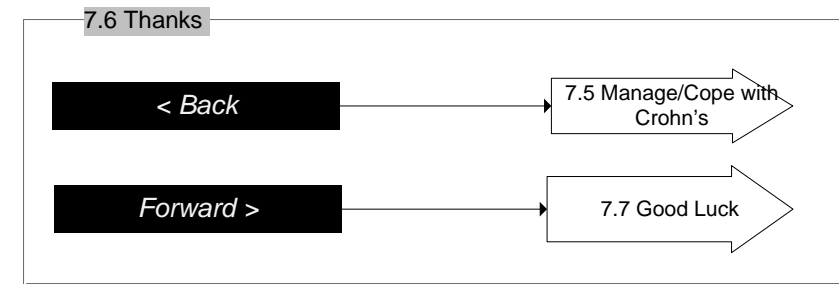 7.6 Thanks
< Back
7.5 Manage/Cope with
Crohn's
Forward >
7.7 Good Luck